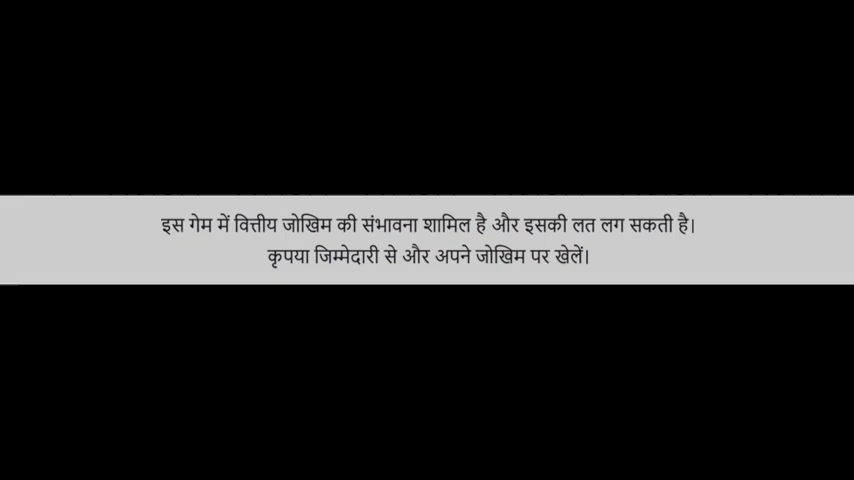 इस गेम में वित्तीय जोखिम की संभावना शामिल है और इसकी लत लग सकती है।
कृपया जिम्मेदारी से और अपने जोखिम पर खेलें।